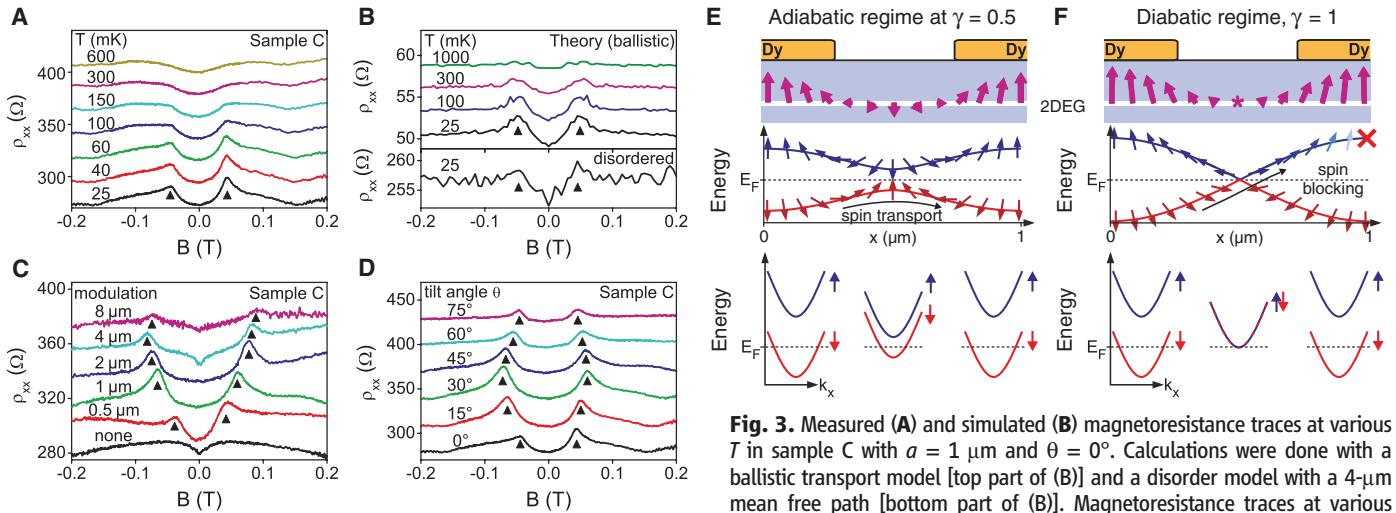 A
T (mK)
Sample C
600
300
150
100
60
40
25
400
350
300
ρxx (Ω)
-0.2 -0.1 0.0 0.1 0.2
B (T)
B
T (mK)
Theory (ballistic)
1000
300
100
25
60
55
50
25
disordered
260
255
ρxx (Ω)
ρxx (Ω)
-0.2 -0.1 0.0 0.1 0.2
B (T)
C
modulation
Sample C
8 µm
4 µm
2 µm
1 µm
0.5 µm
none
400
360
320
280
ρxx (Ω)
-0.2 -0.1 0.0 0.1 0.2
B (T)
D
tilt angle θ
Sample C
75°
60°
45°
30°
15°
0°
450
400
350
300
ρxx (Ω)
-0.2 -0.1 0.0 0.1 0.2
B (T)
E
Adiabatic regime at γ = 0.5
Dy Dy
2DEG
Energy
EF
spin transport
0 x (µm) 1
Energy
EF
kx
F
Diabatic regime, γ = 1
Dy Dy
Energy
EF
spin
blocking
0 x (µm) 1
Energy
EF
kx
Fig. 3. Measured (A) and simulated (B) magnetoresistance traces at various
T in sample C with a = 1 µm and θ = 0°. Calculations were done with a
ballistic transport model [top part of (B)] and a disorder model with a 4-µm
mean free path [bottom part of (B)]. Magnetoresistance traces at various